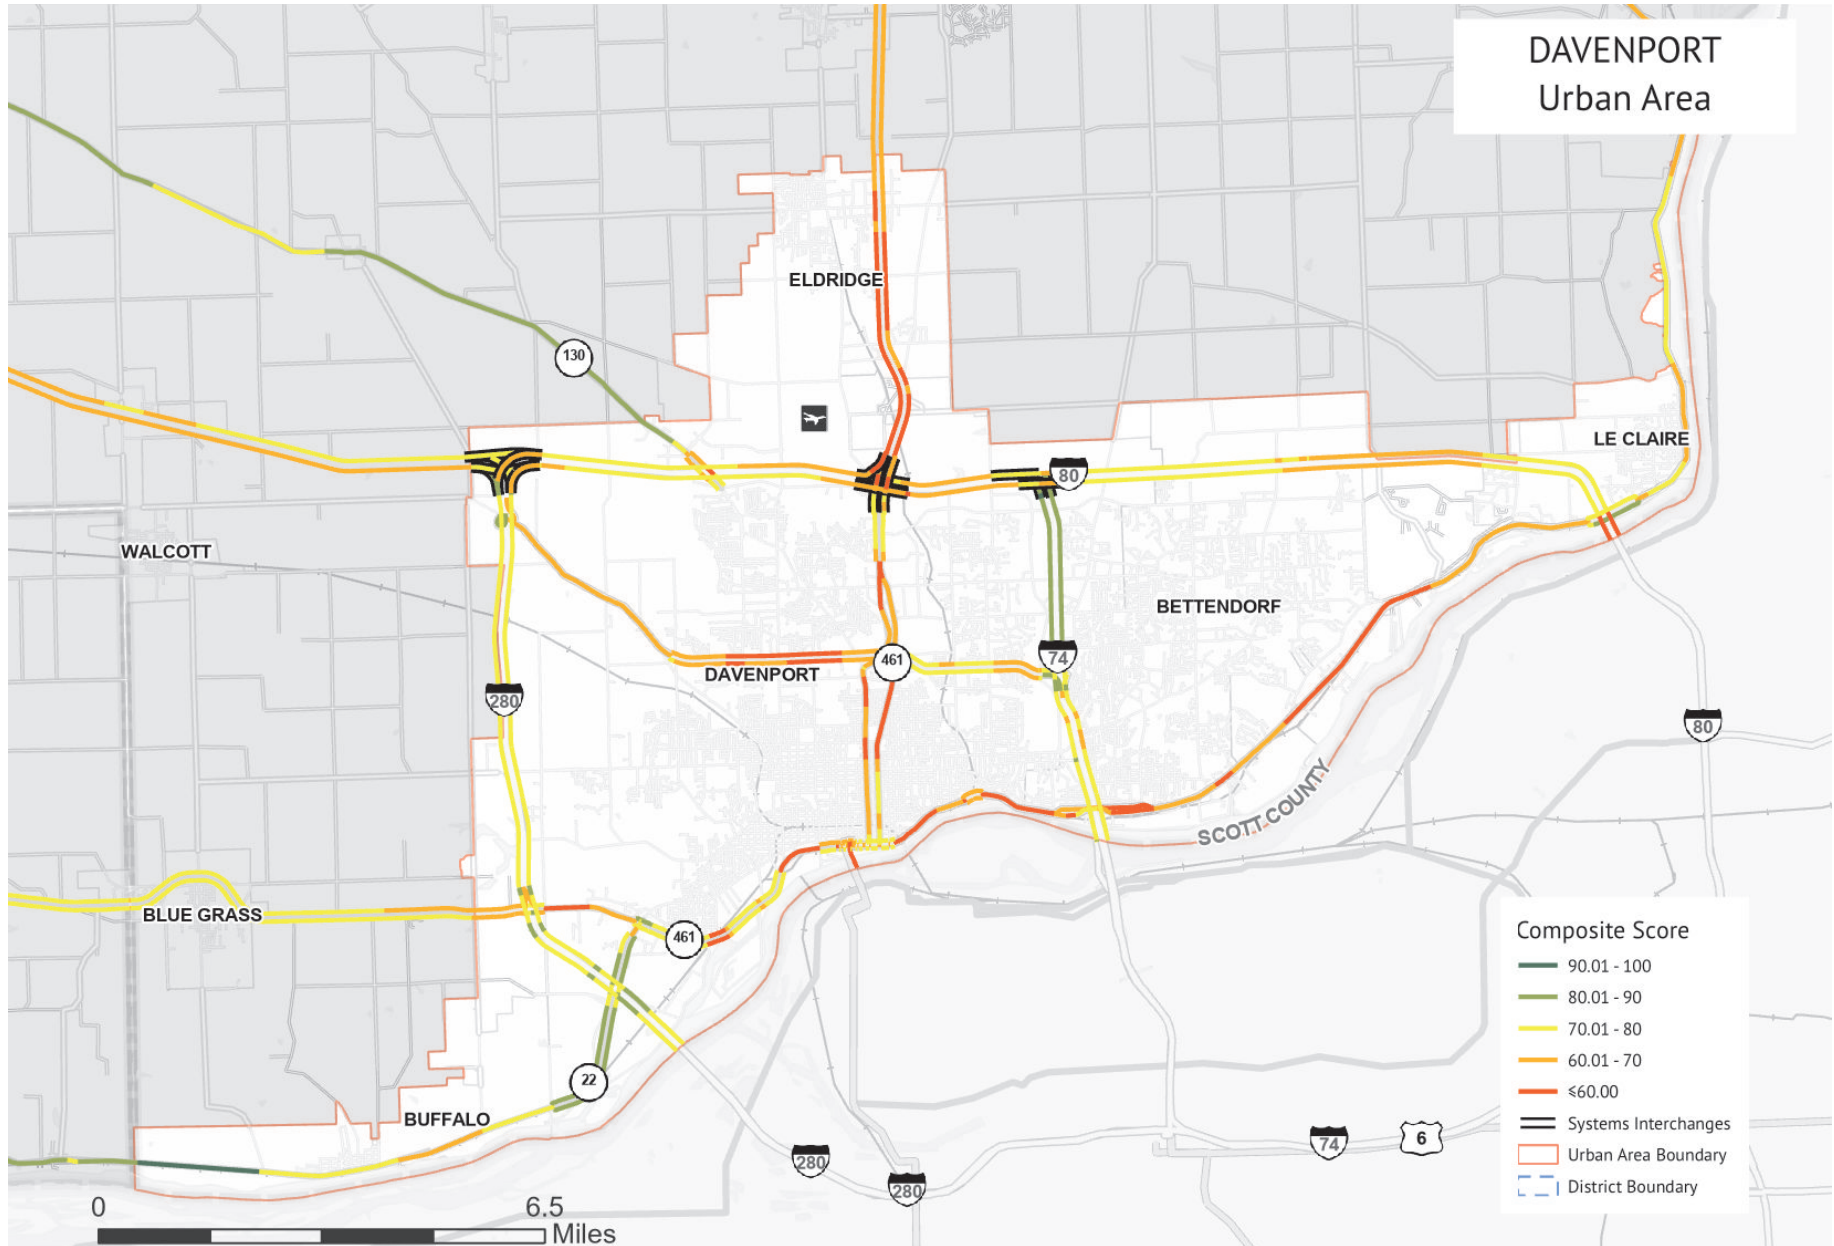 DAVENPORT
Urban Area
ELDRIDGE
130
LE CLAIRE
80
WALCOTT
BETTENDORF
461
74
DAVENPORT
280
80
SCOTT COUNTY
BLUE GRASS
461
22
BUFFALO
280
280
74
6
Composite Score
90.01 - 100
80.01 - 90
70.01 - 80
60.01 - 70
≤60.00
Systems Interchanges
Urban Area Boundary
District Boundary
0
6.5
Miles